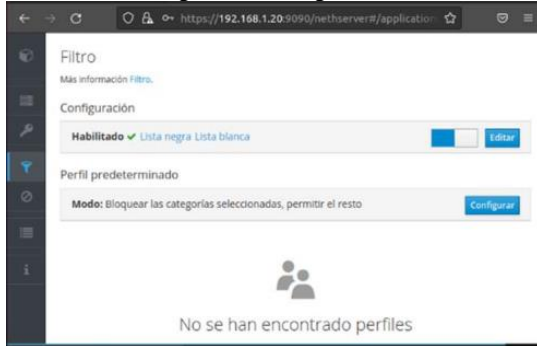 https://192.168.1.20:9090/nethserver#/application
Filtro
Más información Filtro.
Configuración
Habilitado ✔ Lista negra Lista blanca
Editar
Perfil predeterminado
Modo: Bloquear las categorías seleccionadas, permitir el resto
Configurar
No se han encontrado perfiles